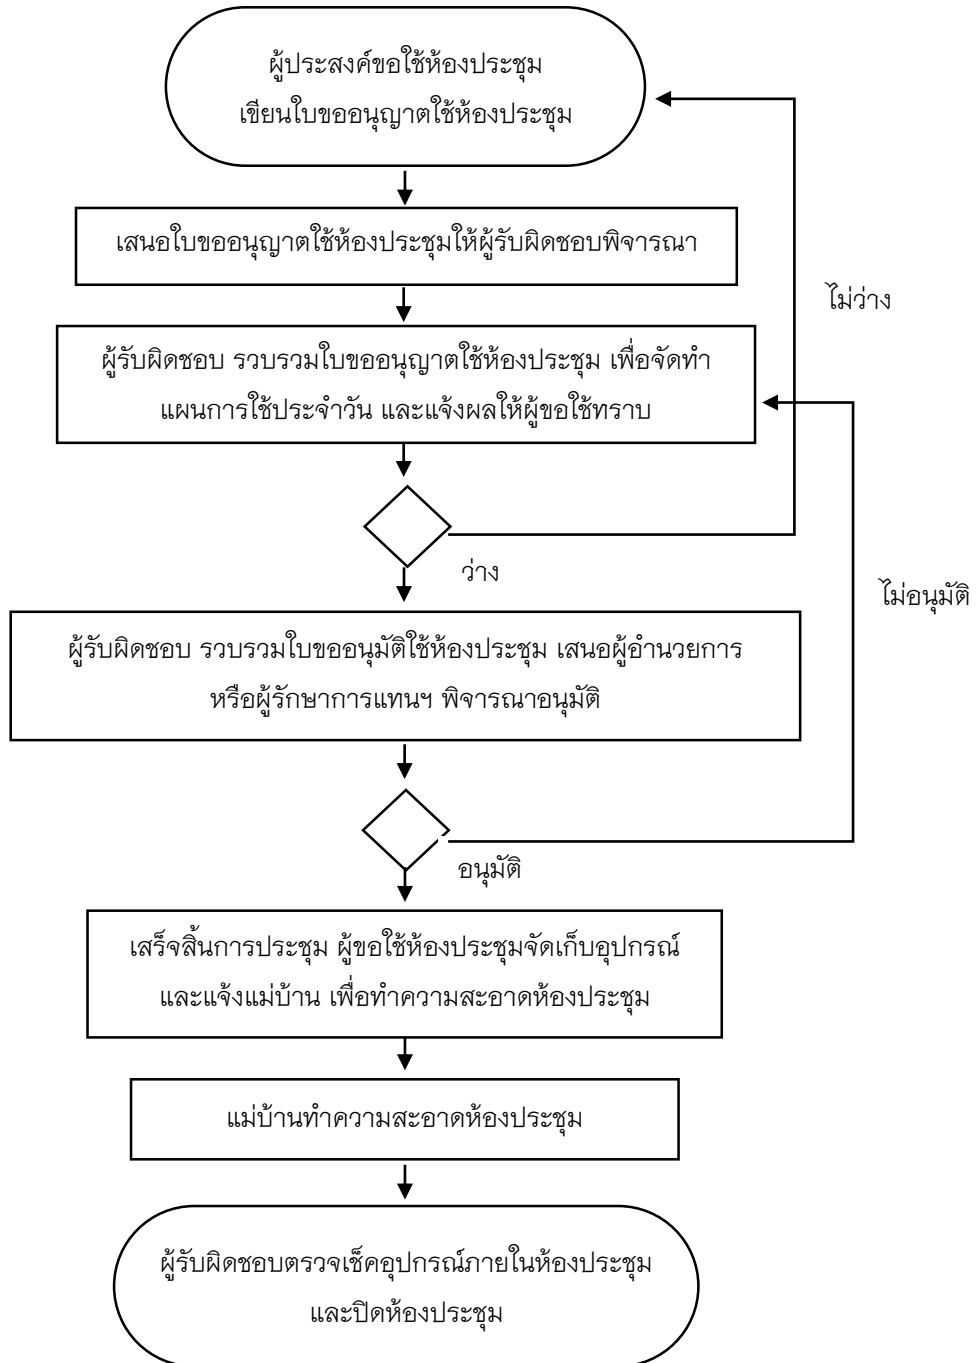 ผู้ประสงค์ขอใช้ห้องประชุม
เขียนใบขออนุญาตใช้ห้องประชุม
เสนอใบขออนุญาตใช้ห้องประชุมให้ผู้รับผิดชอบพิจารณา
ไม่ว่าง
ผู้รับผิดชอบ รวบรวมใบขออนุญาตใช้ห้องประชุม เพื่อจัดทำ
แผนการใช้ประจำวัน และแจ้งผลให้ผู้ขอใช้ทราบ
ว่าง
ไม่อนุมัติ
ผู้รับผิดชอบ รวบรวมใบขออนุมัติใช้ห้องประชุม เสนอผู้อำนวยการ
หรือผู้รักษาการแทนฯ พิจารณาอนุมัติ
อนุมัติ
เสร็จสิ้นการประชุม ผู้ขอใช้ห้องประชุมจัดเก็บอุปกรณ์
และแจ้งแม่บ้าน เพื่อทำความสะอาดห้องประชุม
แม่บ้านทำความสะอาดห้องประชุม
ผู้รับผิดชอบตรวจเช็คอุปกรณ์ภายในห้องประชุม
และปิดห้องประชุม